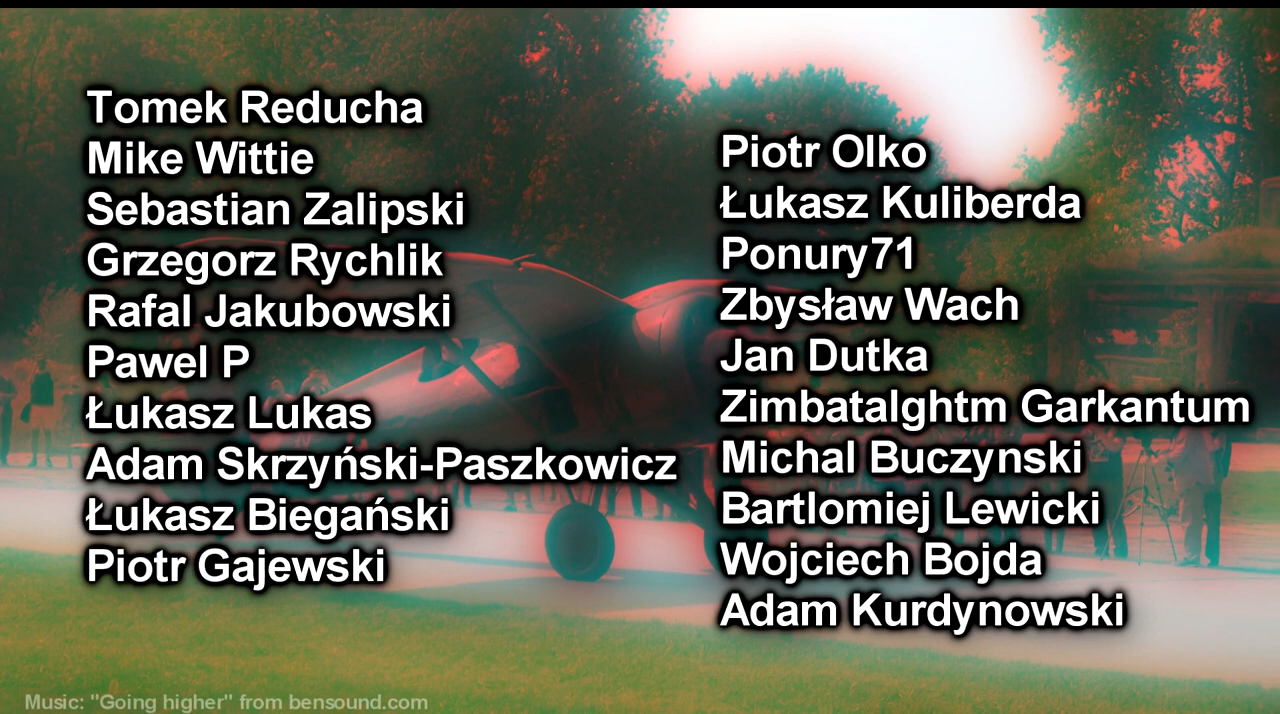 Tomek Reducha
Mike Wittie
Sebastian Zalipski
Grzegorz Rychlik
Rafal Jakubowski
Pawel P
Łukasz Lukas
Adam Skrzyński-Paszkowicz
Łukasz Biegański
Piotr Gajewski
Piotr Olko
Łukasz Kuliberda
Ponury71
Zbysław Wach
Jan Dutka
Zimbatalghtm Garkantum
Michal Buczynski
Bartlomiej Lewicki
Wojciech Bojda
Adam Kurdynowski
Music: "Going higher" from bensound.com